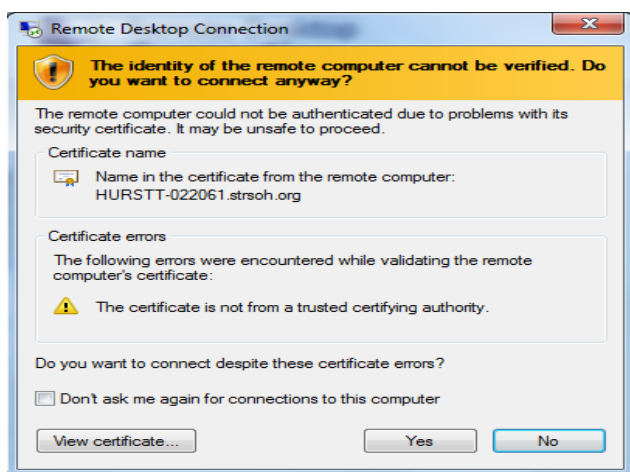 Remote Desktop Connection
The identity of the remote computer cannot be verified. Do
you want to connect anyway?
The remote computer could not be authenticated due to problems with its
security certificate. It may be unsafe to proceed.
Certificate name
Name in the certificate from the remote computer:
HURSTT-022061.strsoh.org
Certificate errors
The following errors were encountered while validating the remote
computer's certificate:
The certificate is not from a trusted certifying authority.
Do you want to connect despite these certificate errors?
Don't ask me again for connections to this computer
View certificate... Yes No